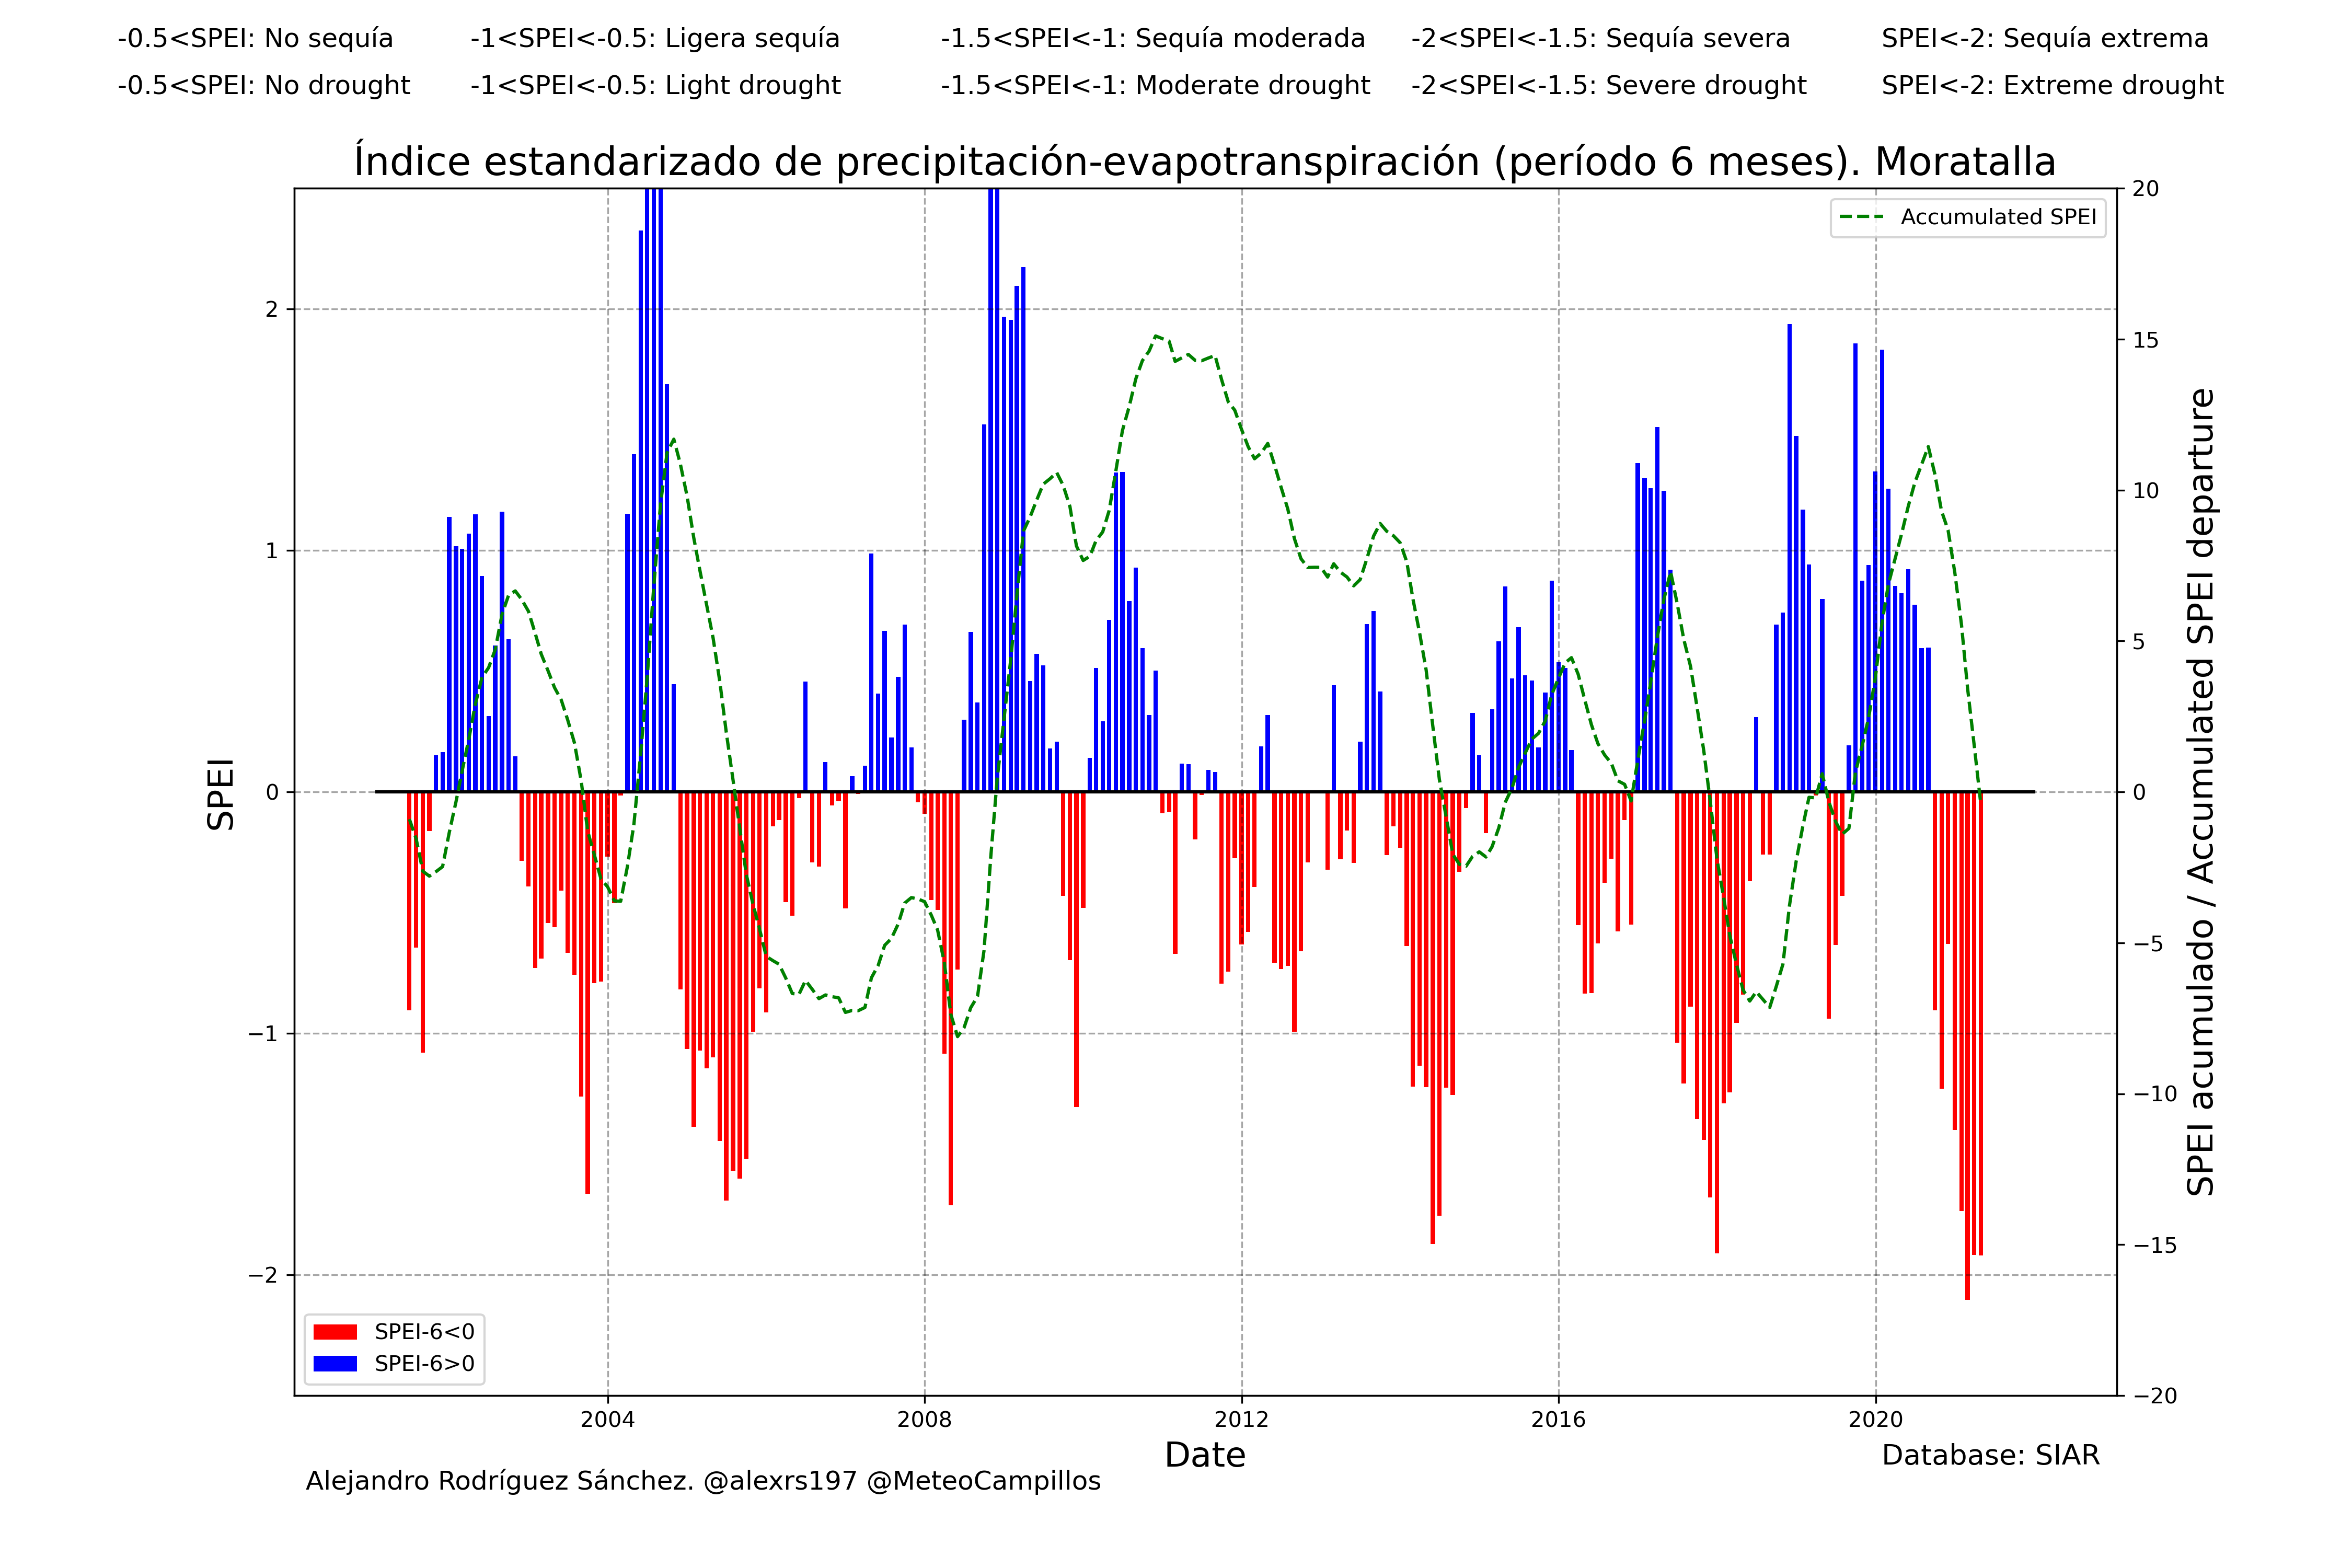 -0.5<SPEI: No sequía -1<SPEI<-0.5: Ligera sequía -1.5<SPEI<-1: Sequía moderada -2<SPEI<-1.5: Sequía severa SPEI<-2: Sequía extrema
-0.5<SPEI: No drought -1<SPEI<-0.5: Light drought -1.5<SPEI<-1: Moderate drought -2<SPEI<-1.5: Severe drought SPEI<-2: Extreme drought
Índice estandarizado de precipitación-evapotranspiración (período 6 meses). Moratalla
Accumulated SPEI
SPEI
2
1
0
−1
−2
20
15
10
5
0
−5
−10
−15
−20
SPEI acumulado / Accumulated SPEI departure
SPEI-6<0
SPEI-6>0
2004 2008 2012 2016 2020
Date
Database: SIAR
Alejandro Rodríguez Sánchez. @alexrs197 @MeteoCampillos